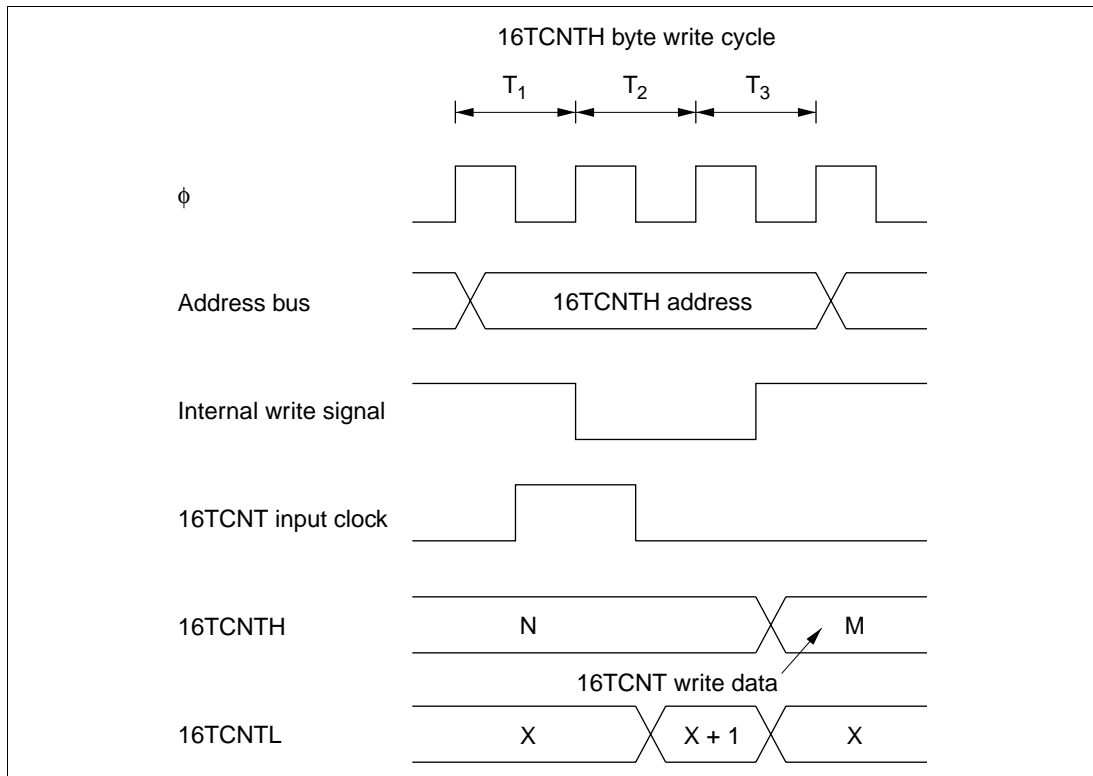 16TCNTH byte write cycle
T1 T2 T3
φ
Address bus 16TCNTH address
Internal write signal
16TCNT input clock
16TCNTH N M
16TCNT write data
16TCNTL X X + 1 X